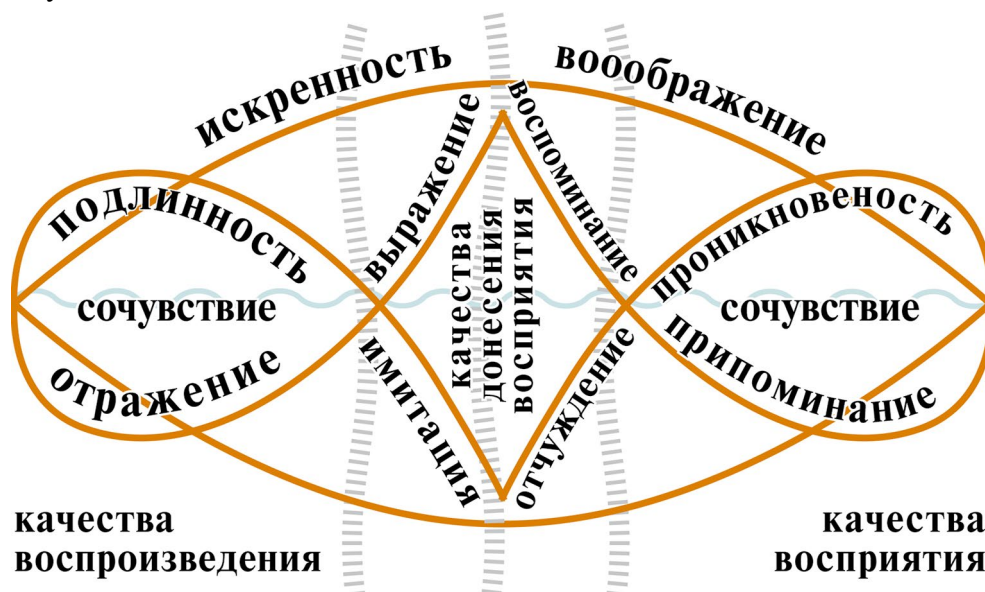 искренность
вооображение
подлинность
выражение
воспоминание
проникновеность
сочувствие
качества
донесения
восприятия
сочувствие
отражение
имитация
отчуждение
припоминание
качества
воспроизведения
качества
восприятия